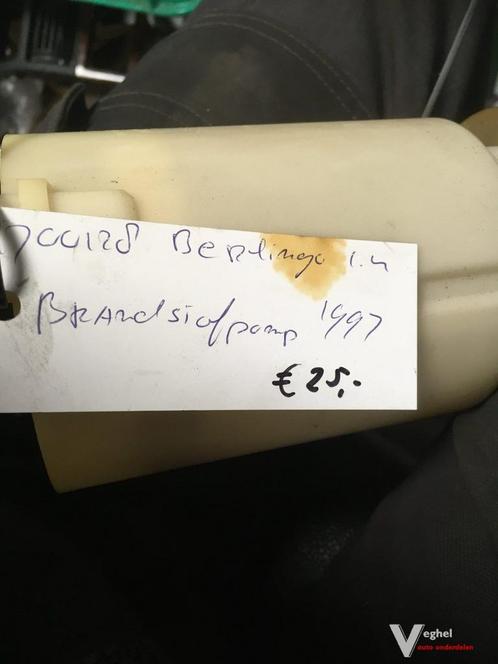 Berlingo 1.4
Brandstofpomp 1997
€ 25,-
Veghel
auto onderdelen